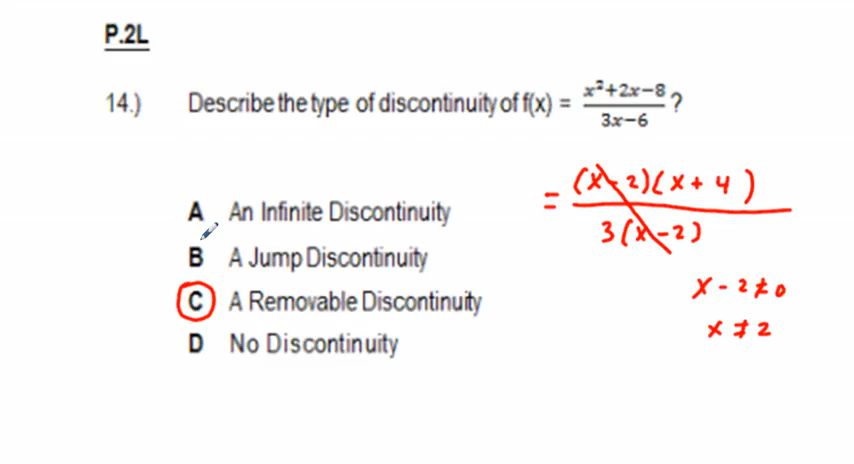 P.2L
14.) Describe the type of discontinuity of f(x) = (x²+2x−8)/(3x−6) ?
= (x-2)(x+4)
3(x-2)
A An Infinite Discontinuity
B A Jump Discontinuity
C A Removable Discontinuity
D No Discontinuity
x - 2 ≠ 0
x ≠ 2